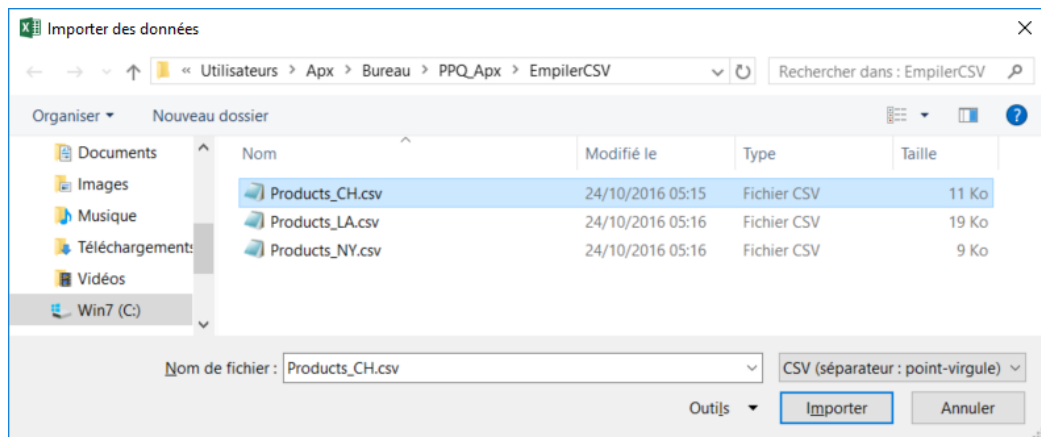 Importer des données
« Utilisateurs > Apx > Bureau > PPQ_Apx > EmpilerCSV
Rechercher dans : EmpilerCSV
Organiser
Nouveau dossier
?
Documents
Images
Musique
Téléchargements
Vidéos
Win7 (C:)
Nom Modifié le Type Taille
Products_CH.csv 24/10/2016 05:15 Fichier CSV 11 Ko
Products_LA.csv 24/10/2016 05:16 Fichier CSV 19 Ko
Products_NY.csv 24/10/2016 05:16 Fichier CSV 9 Ko
Nom de fichier : Products_CH.csv
CSV (séparateur : point-virgule)
Outils Importer Annuler